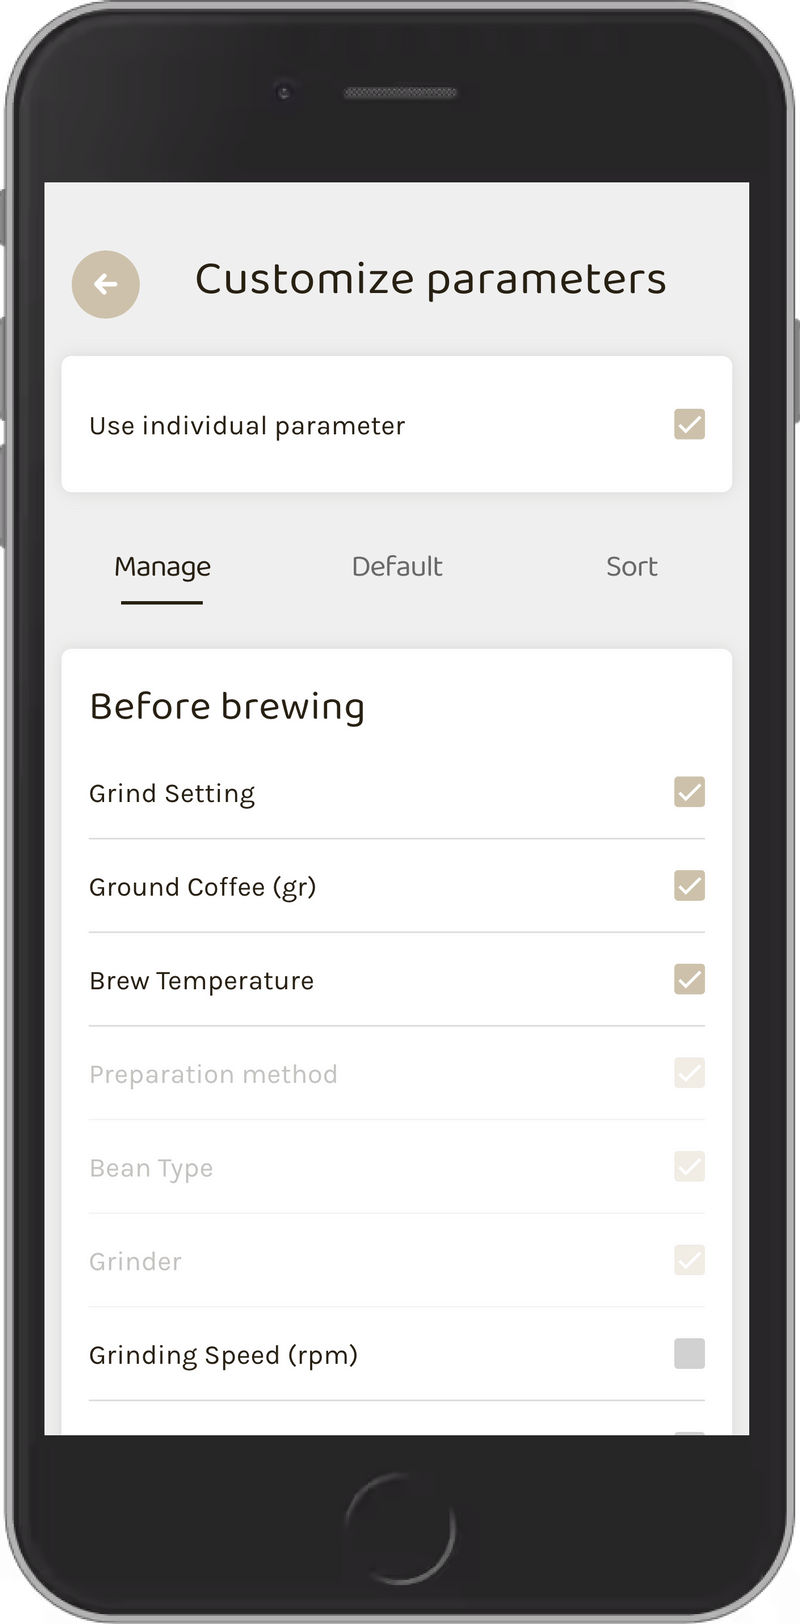 Customize parameters
Use individual parameter
Manage
Default
Sort
Before brewing
Grind Setting
Ground Coffee (gr)
Brew Temperature
Preparation method
Bean Type
Grinder
Grinding Speed (rpm)